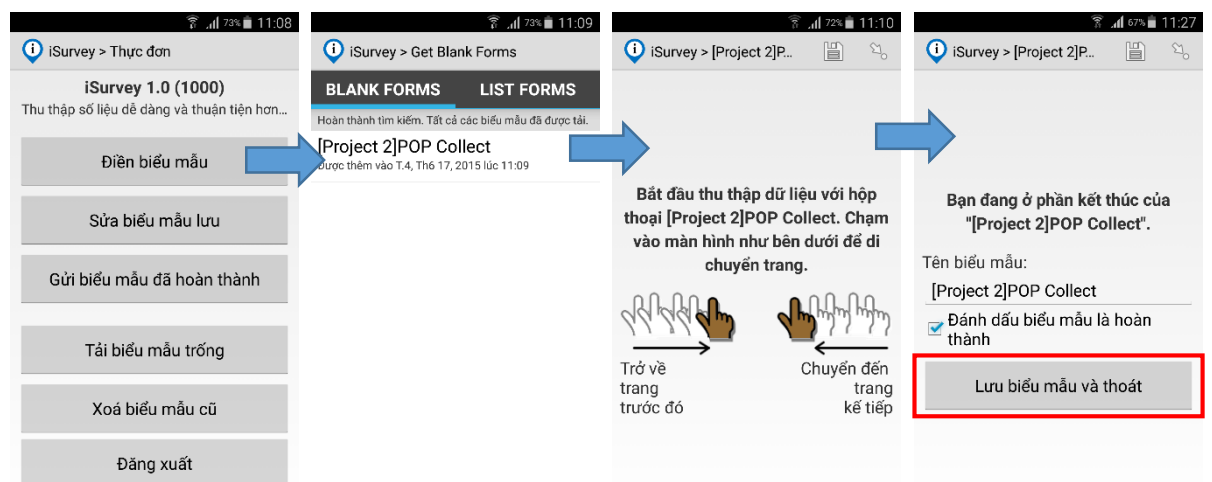 73% 11:08
iSurvey > Thực đơn
iSurvey 1.0 (1000)
Thu thập số liệu dễ dàng và thuận tiện hơn...
Điền biểu mẫu
Sửa biểu mẫu lưu
Gửi biểu mẫu đã hoàn thành
Tải biểu mẫu trống
Xoá biểu mẫu cũ
Đăng xuất
73% 11:09
iSurvey > Get Blank Forms
BLANK FORMS LIST FORMS
Hoàn thành tìm kiếm. Tất cả các biểu mẫu đã được tải.
[Project 2]POP Collect
Được thêm vào T.4, Th6 17, 2015 lúc 11:09
72% 11:10
iSurvey > [Project 2]P...
Bắt đầu thu thập dữ liệu với hộp
thoại [Project 2]POP Collect. Chạm
vào màn hình như bên dưới để di
chuyển trang.
Trở về
trang
trước đó
Chuyển đến
trang
kế tiếp
67% 11:27
iSurvey > [Project 2]P...
Bạn đang ở phần kết thúc của
"[Project 2]POP Collect".
Tên biểu mẫu:
[Project 2]POP Collect
Đánh dấu biểu mẫu là hoàn
thành
Lưu biểu mẫu và thoát